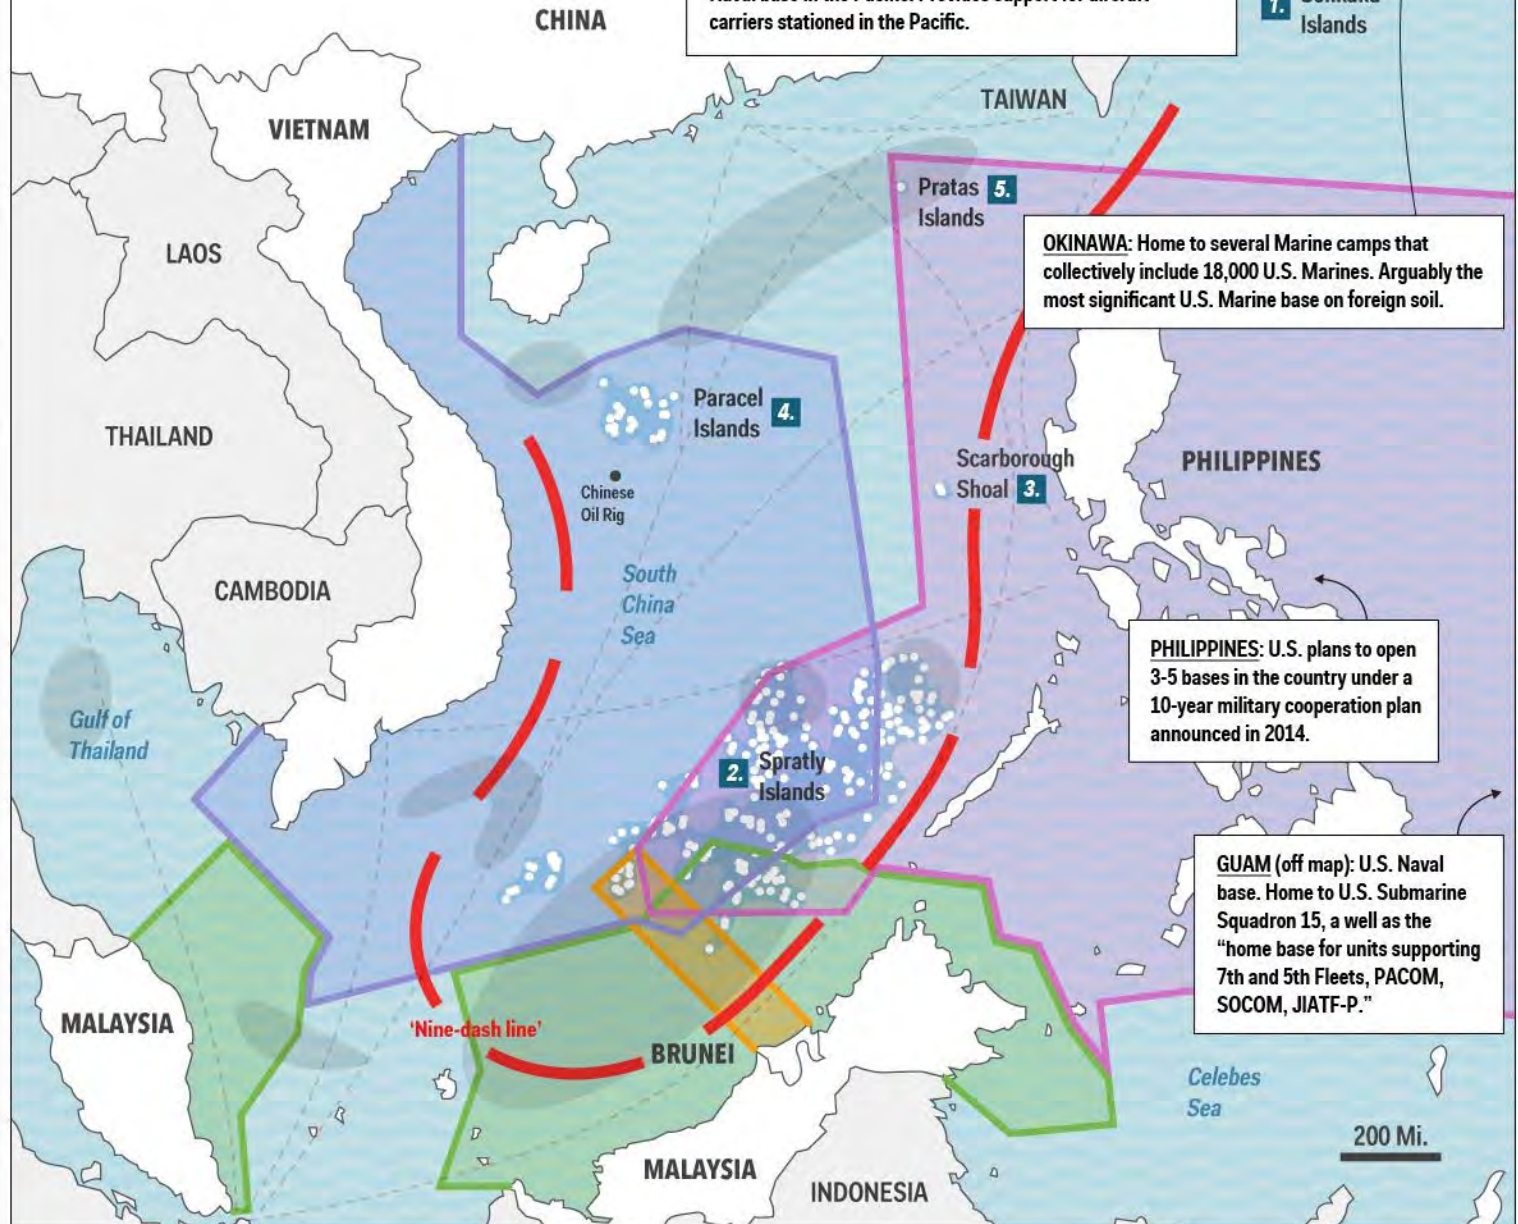 carriers stationed in the Pacific.
CHINA
1.
Islands
TAIWAN
VIETNAM
Pratas 5.
Islands
LAOS
OKINAWA: Home to several Marine camps that
collectively include 18,000 U.S. Marines. Arguably the
most significant U.S. Marine base on foreign soil.
Paracel
Islands 4.
THAILAND
Scarborough
Shoal 3.
PHILIPPINES
Chinese
Oil Rig
CAMBODIA
South
China
Sea
PHILIPPINES: U.S. plans to open
3-5 bases in the country under a
10-year military cooperation plan
announced in 2014.
Gulf of
Thailand
2. Spratly
Islands
GUAM (off map): U.S. Naval
base. Home to U.S. Submarine
Squadron 15, a well as the
“home base for units supporting
7th and 5th Fleets, PACOM,
SOCOM, JIATF-P.”
MALAYSIA
‘Nine-dash line’
BRUNEI
Celebes
Sea
200 Mi.
MALAYSIA
INDONESIA